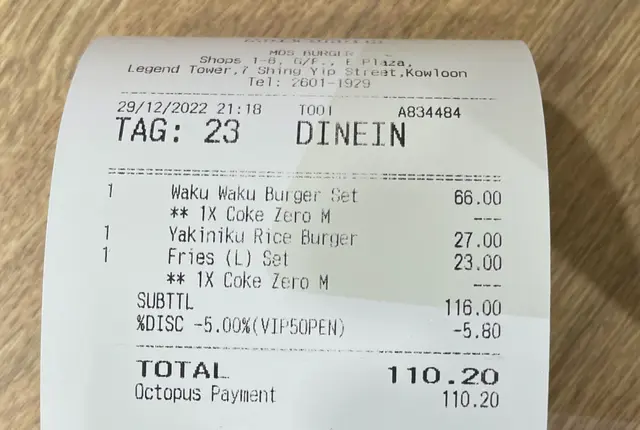 MOS BURGER
Shops 1-8, G/F., E Plaza,
Legend Tower,7 Shing Yip Street,Kowloon
Tel: 2601-1929
29/12/2022 21:18 T001 A834484
TAG: 23 DINEIN
1 Waku Waku Burger Set 66.00
** 1X Coke Zero M ---
1 Yakiniku Rice Burger 27.00
1 Fries (L) Set 23.00
** 1X Coke Zero M ---
SUBTTL 116.00
%DISC -5.00%(VIP50PEN) -5.80
TOTAL 110.20
Octopus Payment 110.20